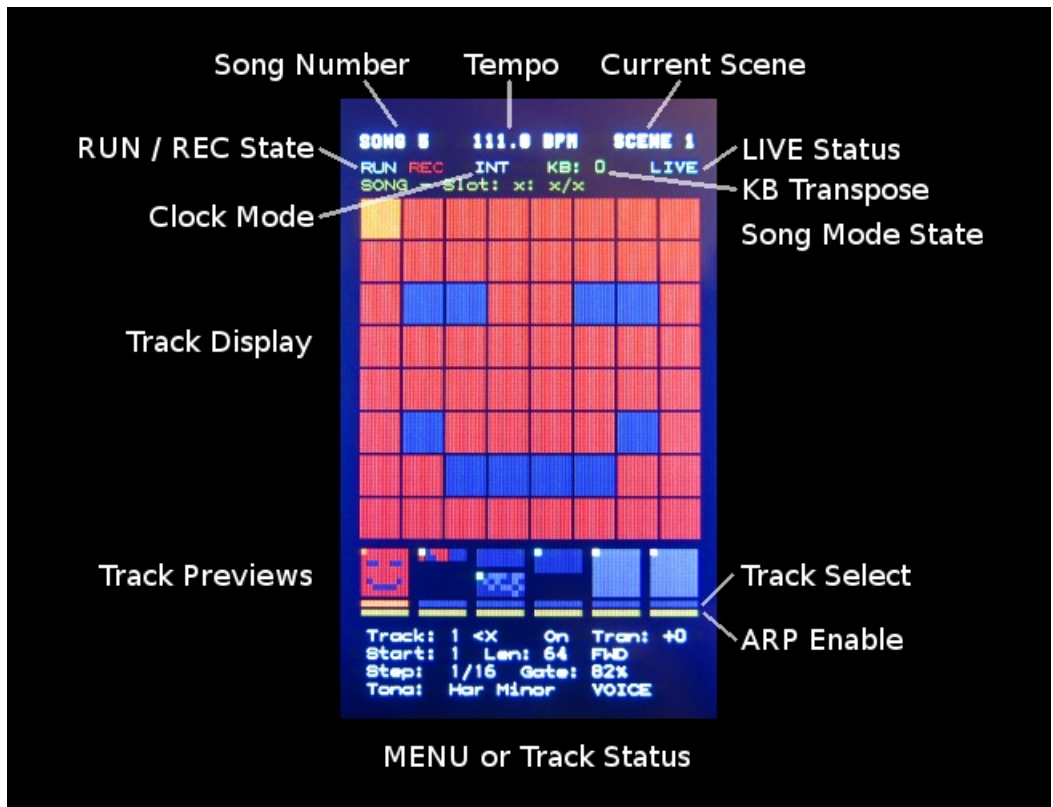 Song Number Tempo Current Scene
SONG 5 111.0 BPM SCENE 1
RUN / REC State RUN REC INT KB: 0 LIVE LIVE Status
SONG - Slot: x: x/x KB Transpose
Clock Mode
Song Mode State
Track Display
Track Previews Track Select
ARP Enable
Track: 1 <X On Tran: +0
Start: 1 Len: 64 FWD
Step: 1/16 Gate: 82%
Tona: Har Minor VOICE
MENU or Track Status